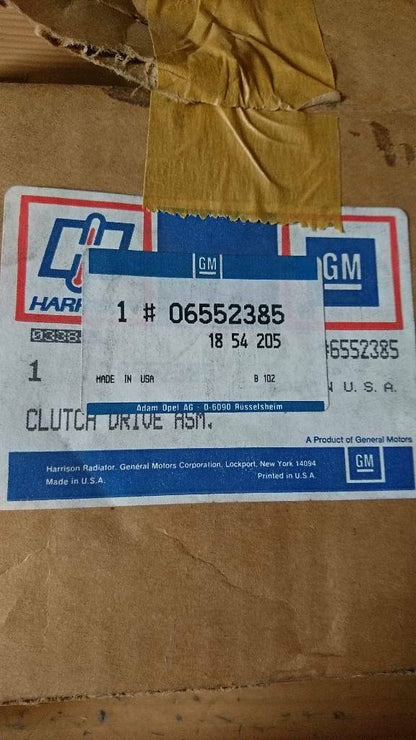 GM
GM
1 # 06552385
18 54 205
MADE IN USA B 102
Adam Opel AG · D-6090 Rüsselsheim
6552385
1
U. S. A.
CLUTCH DRIVE ASM.
A Product of General Motors
Harrison Radiator. General Motors Corporation, Lockport, New York 14094
Made in U.S.A. Printed in U.S.A.
GM